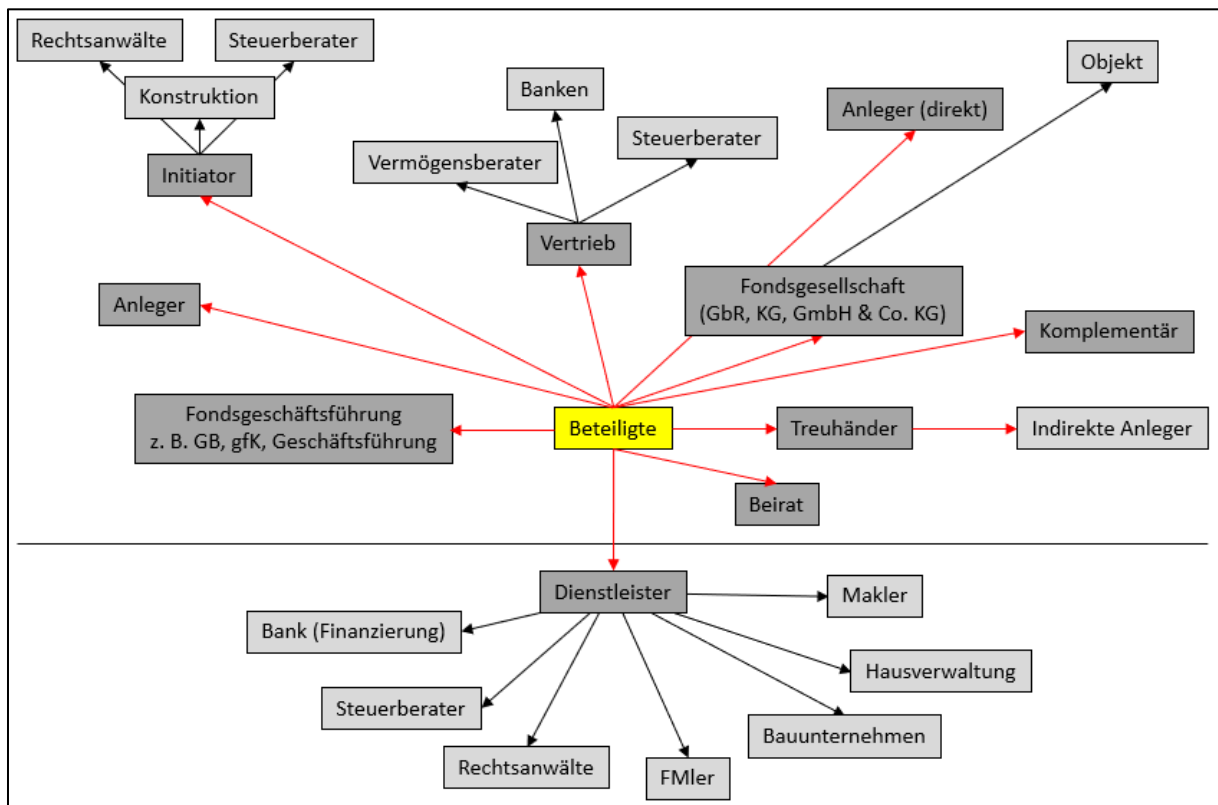 Rechtsanwälte
Steuerberater
Konstruktion
Initiator
Banken
Vermögensberater
Steuerberater
Vertrieb
Anleger (direkt)
Objekt
Anleger
Fondsgesellschaft
(GbR, KG, GmbH & Co. KG)
Komplementär
Fondsgeschäftsführung
z. B. GB, gfK, Geschäftsführung
Beteiligte
Treuhänder
Indirekte Anleger
Beirat
Dienstleister
Makler
Bank (Finanzierung)
Hausverwaltung
Steuerberater
Bauunternehmen
Rechtsanwälte
FMler